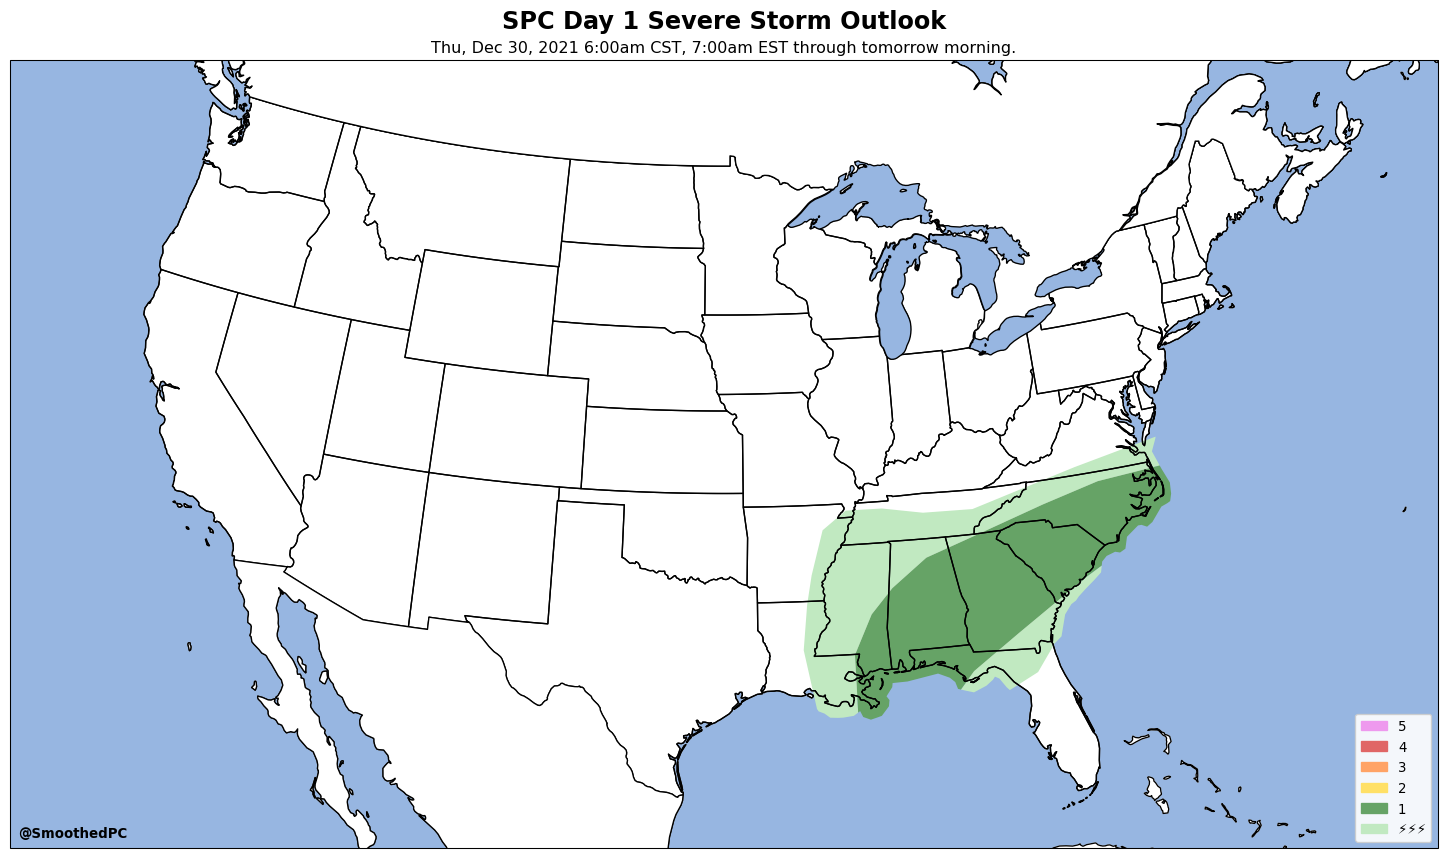 SPC Day 1 Severe Storm Outlook
Thu, Dec 30, 2021 6:00am CST, 7:00am EST through tomorrow morning.
5
4
3
2
1
⚡⚡⚡
@SmoothedPC